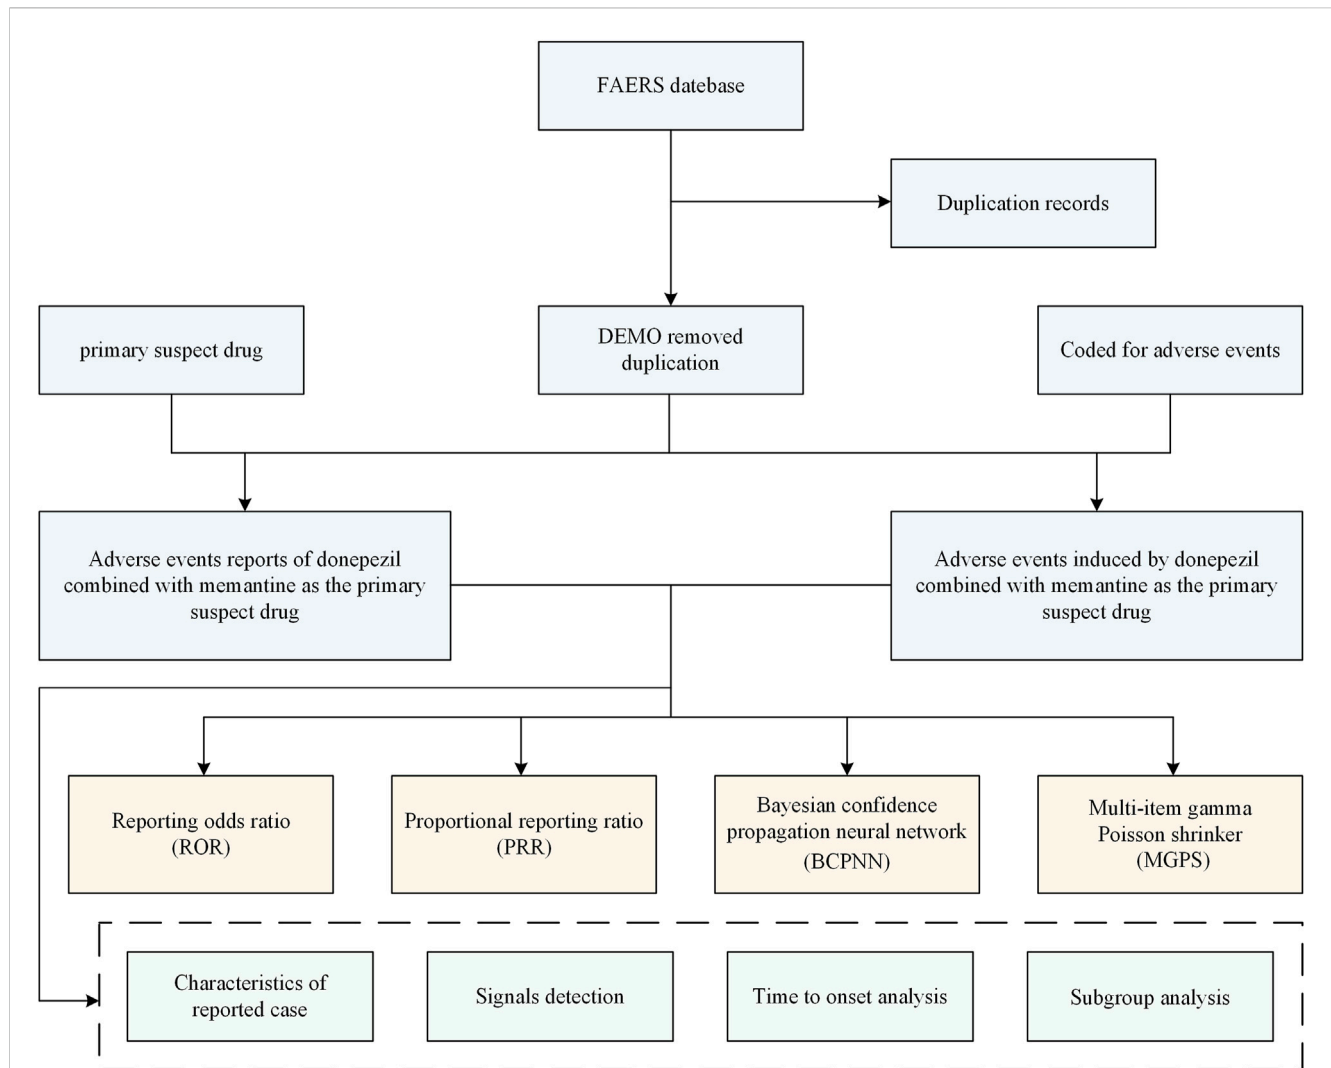 FAERS datebase
Duplication records
primary suspect drug
DEMO removed
duplication
Coded for adverse events
Adverse events reports of donepezil
combined with memantine as the primary
suspect drug
Adverse events induced by donepezil
combined with memantine as the primary
suspect drug
Reporting odds ratio
(ROR)
Proportional reporting ratio
(PRR)
Bayesian confidence
propagation neural network
(BCPNN)
Multi-item gamma
Poisson shrinker
(MGPS)
Characteristics of
reported case
Signals detection
Time to onset analysis
Subgroup analysis